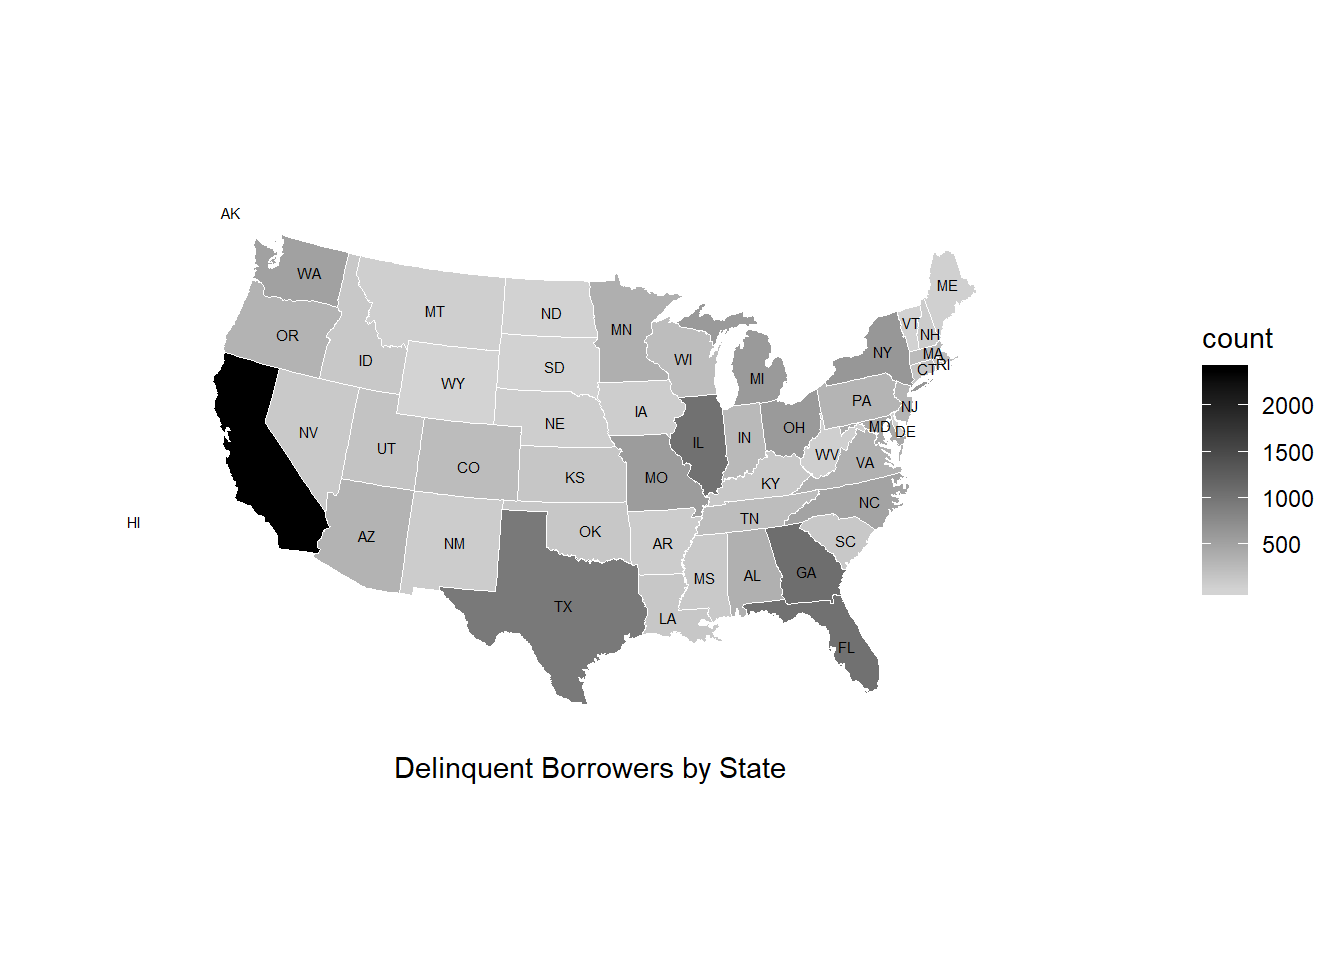 AK
WA
ME
MT
ND
VT
MN
NH
OR
NY
MA
WI
ID
RI
SD
CT
MI
WY
PA
NJ
IA
NE
MD
OH
DE
NV
IN
IL
UT
WV
VA
CO
KS
MO
KY
NC
TN
HI
OK
AZ
SC
NM
AR
GA
AL
MS
TX
LA
FL
count
2000
1500
1000
500
Delinquent Borrowers by State